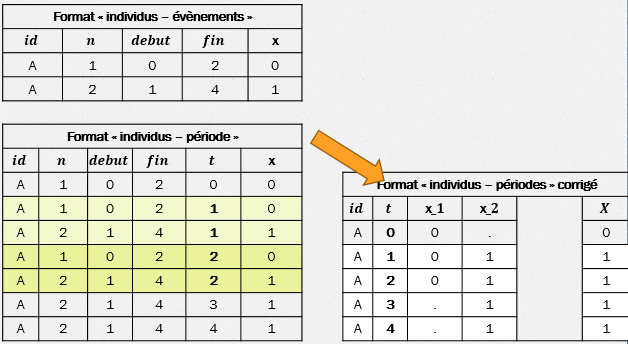 Format « individus – évènements »
id n debut fin x
A 1 0 2 0
A 2 1 4 1
Format « individus – période »
id n debut fin t x
A 1 0 2 0 0
A 1 0 2 1 0
A 2 1 4 1 1
A 1 0 2 2 0
A 2 1 4 2 1
A 2 1 4 3 1
A 2 1 4 4 1
Format « individus – périodes » corrigé
id t x_1 x_2 X
A 0 0 . 0
A 1 0 1 1
A 2 0 1 1
A 3 . 1 1
A 4 . 1 1